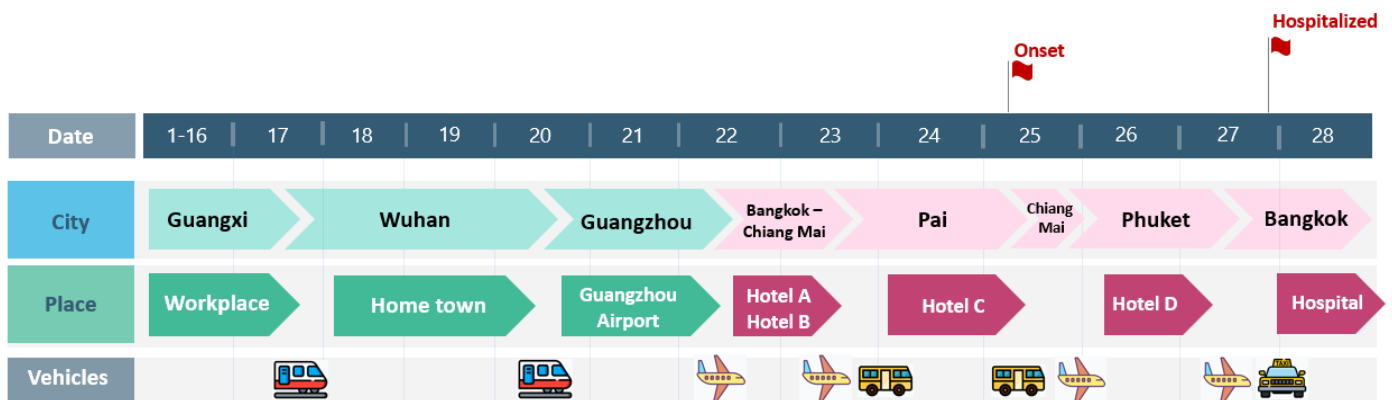 Hospitalized
Onset
Date 1-16 17 18 19 20 21 22 23 24 25 26 27 28
City Guangxi Wuhan Guangzhou Bangkok – Chiang Mai Pai Chiang Mai Phuket Bangkok
Place Workplace Home town Guangzhou Airport Hotel A Hotel B Hotel C Hotel D Hospital
Vehicles TAXI